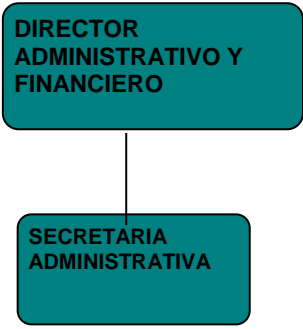 DIRECTOR
ADMINISTRATIVO Y
FINANCIERO
SECRETARIA
ADMINISTRATIVA